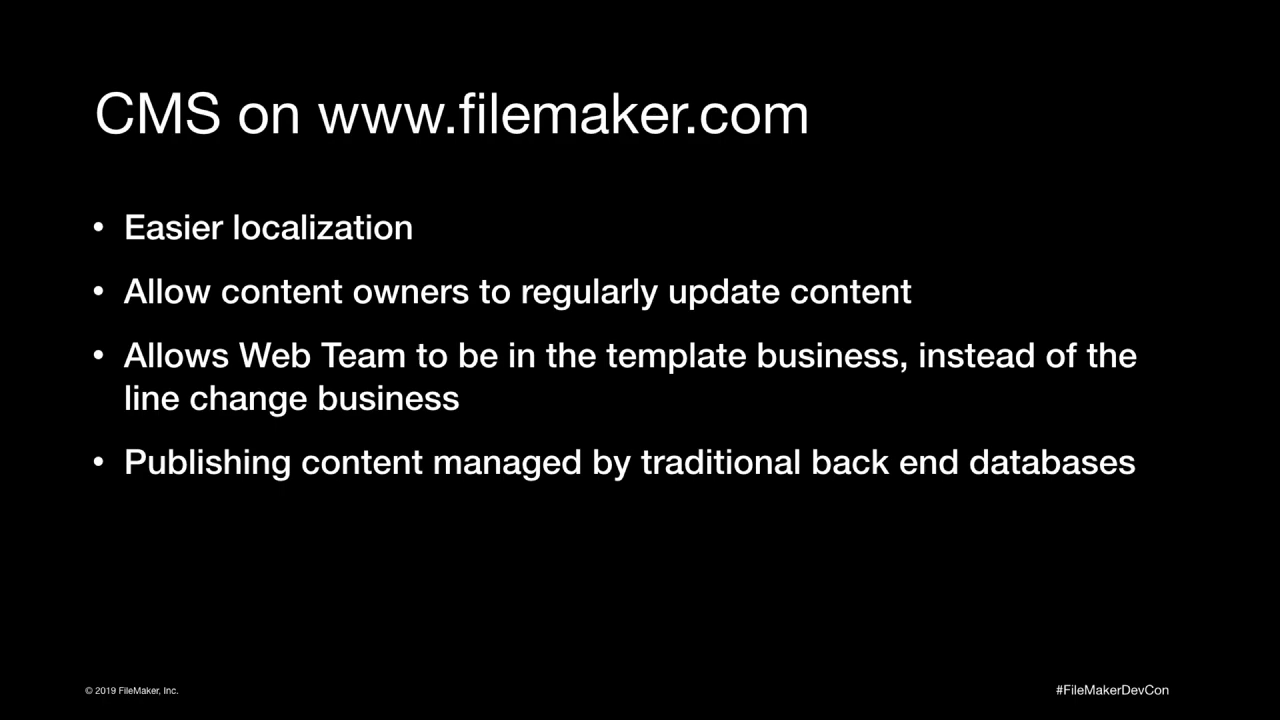 CMS on www.filemaker.com
• Easier localization
• Allow content owners to regularly update content
• Allows Web Team to be in the template business, instead of the
line change business
• Publishing content managed by traditional back end databases
© 2019 FileMaker, Inc.
#FileMakerDevCon